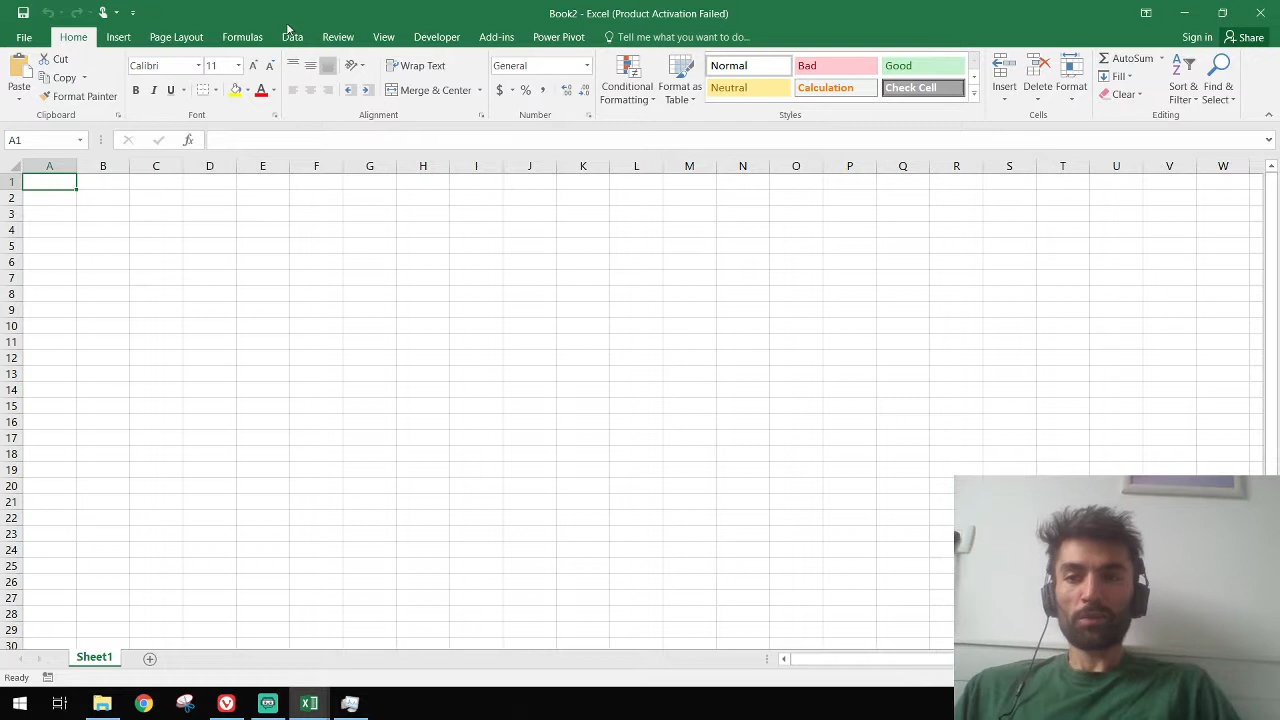 Book2 - Excel (Product Activation Failed)
File Home Insert Page Layout Formulas Data Review View Developer Add-ins Power Pivot Tell me what you want to do... Sign in Share
Paste
Cut
Copy
Format Painter
Clipboard
Calibri 11
B I U
Font
Wrap Text
Merge & Center
Alignment
General
$ % ,
Number
Conditional Formatting
Format as Table
Normal Bad Good
Neutral Calculation Check Cell
Styles
Insert Delete Format
Cells
AutoSum
Fill
Clear
Sort & Filter
Find & Select
Editing
A1 fx
A B C D E F G H I J K L M N O P Q R S T U V W
1
2
3
4
5
6
7
8
9
10
11
12
13
14
15
16
17
18
19
20
21
22
23
24
25
26
27
28
29
30
Sheet1
Ready